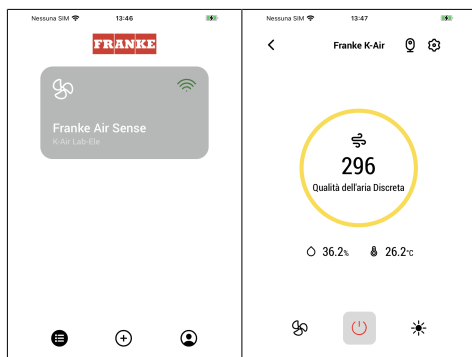 Nessuna SIM 13:46
FRANKE
Franke Air Sense
K-Air Lab-Ele
Nessuna SIM 13:47
Franke K-Air
296
Qualità dell'aria Discreta
36.2% 26.2°C